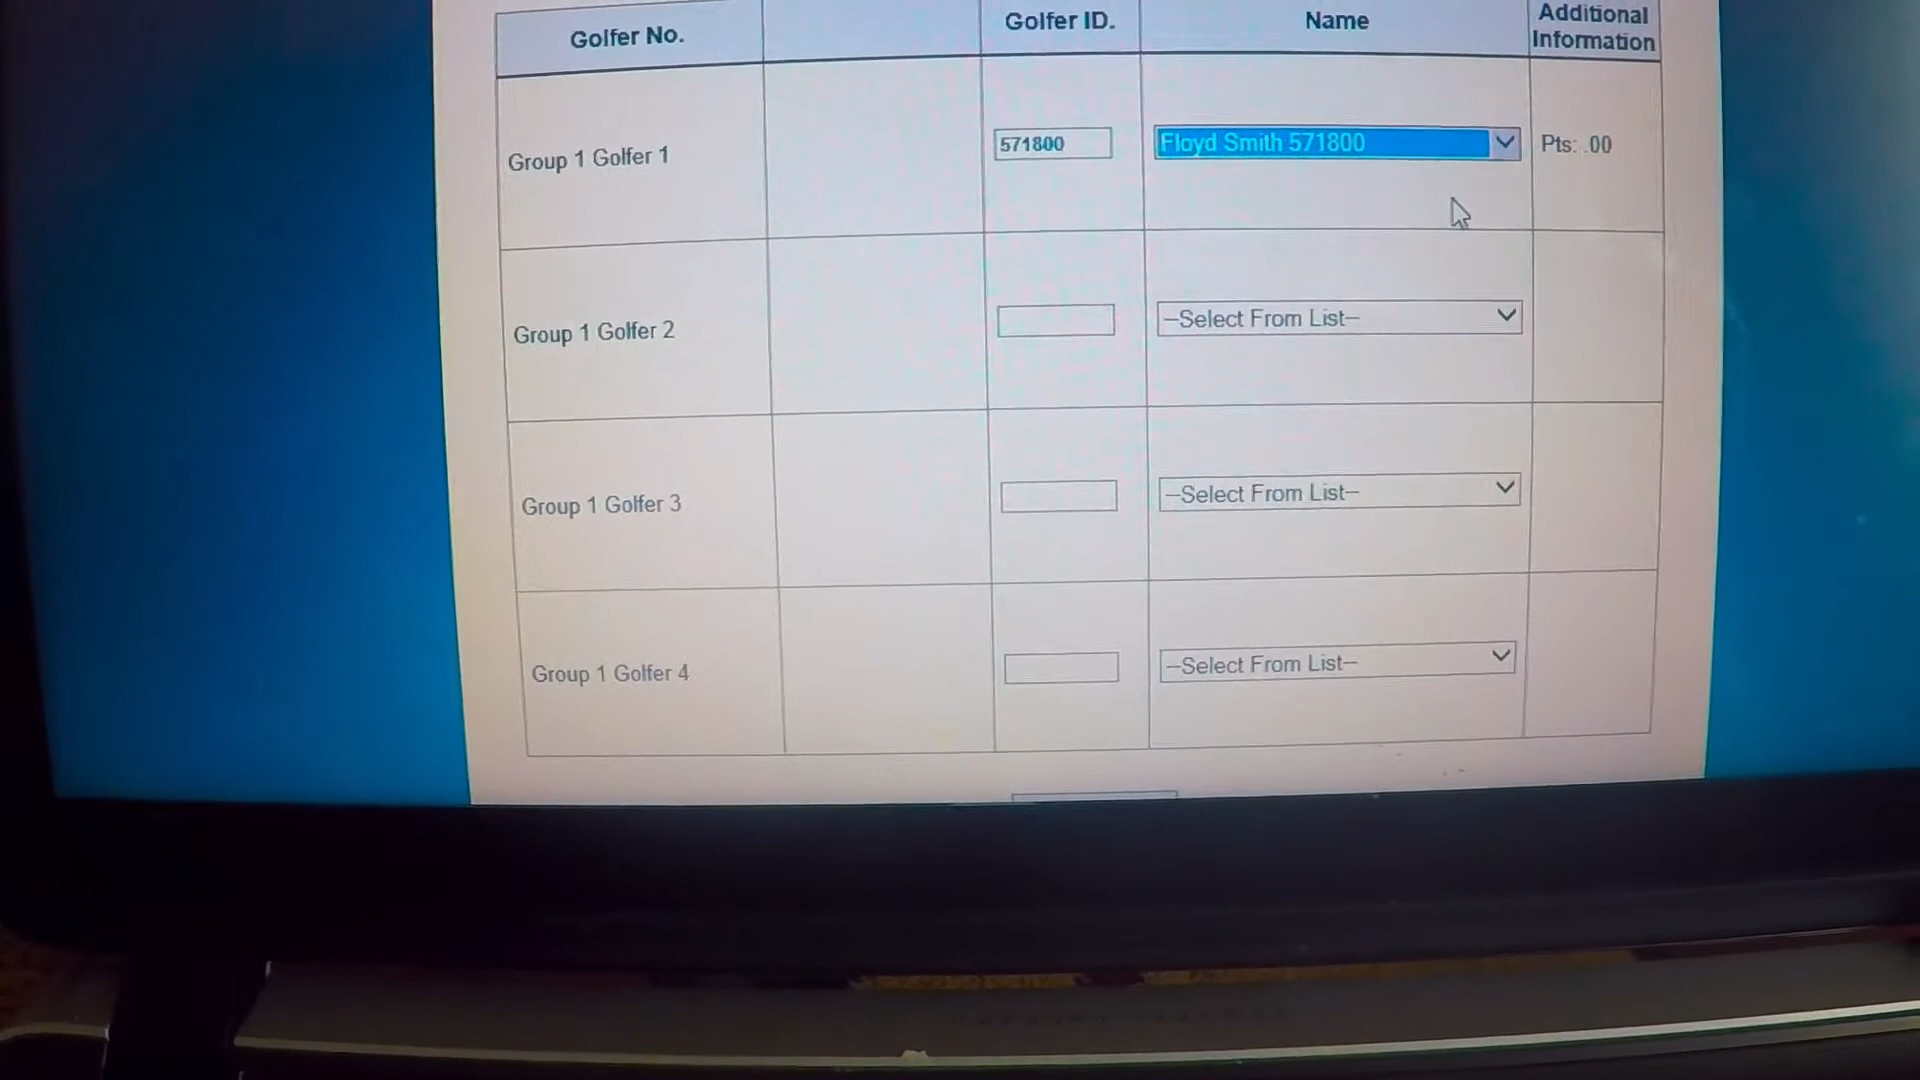 Golfer No. Golfer ID. Name Additional Information
Group 1 Golfer 1 571800 Floyd Smith 571800 Pts: .00
Group 1 Golfer 2 --Select From List--
Group 1 Golfer 3 --Select From List--
Group 1 Golfer 4 --Select From List--